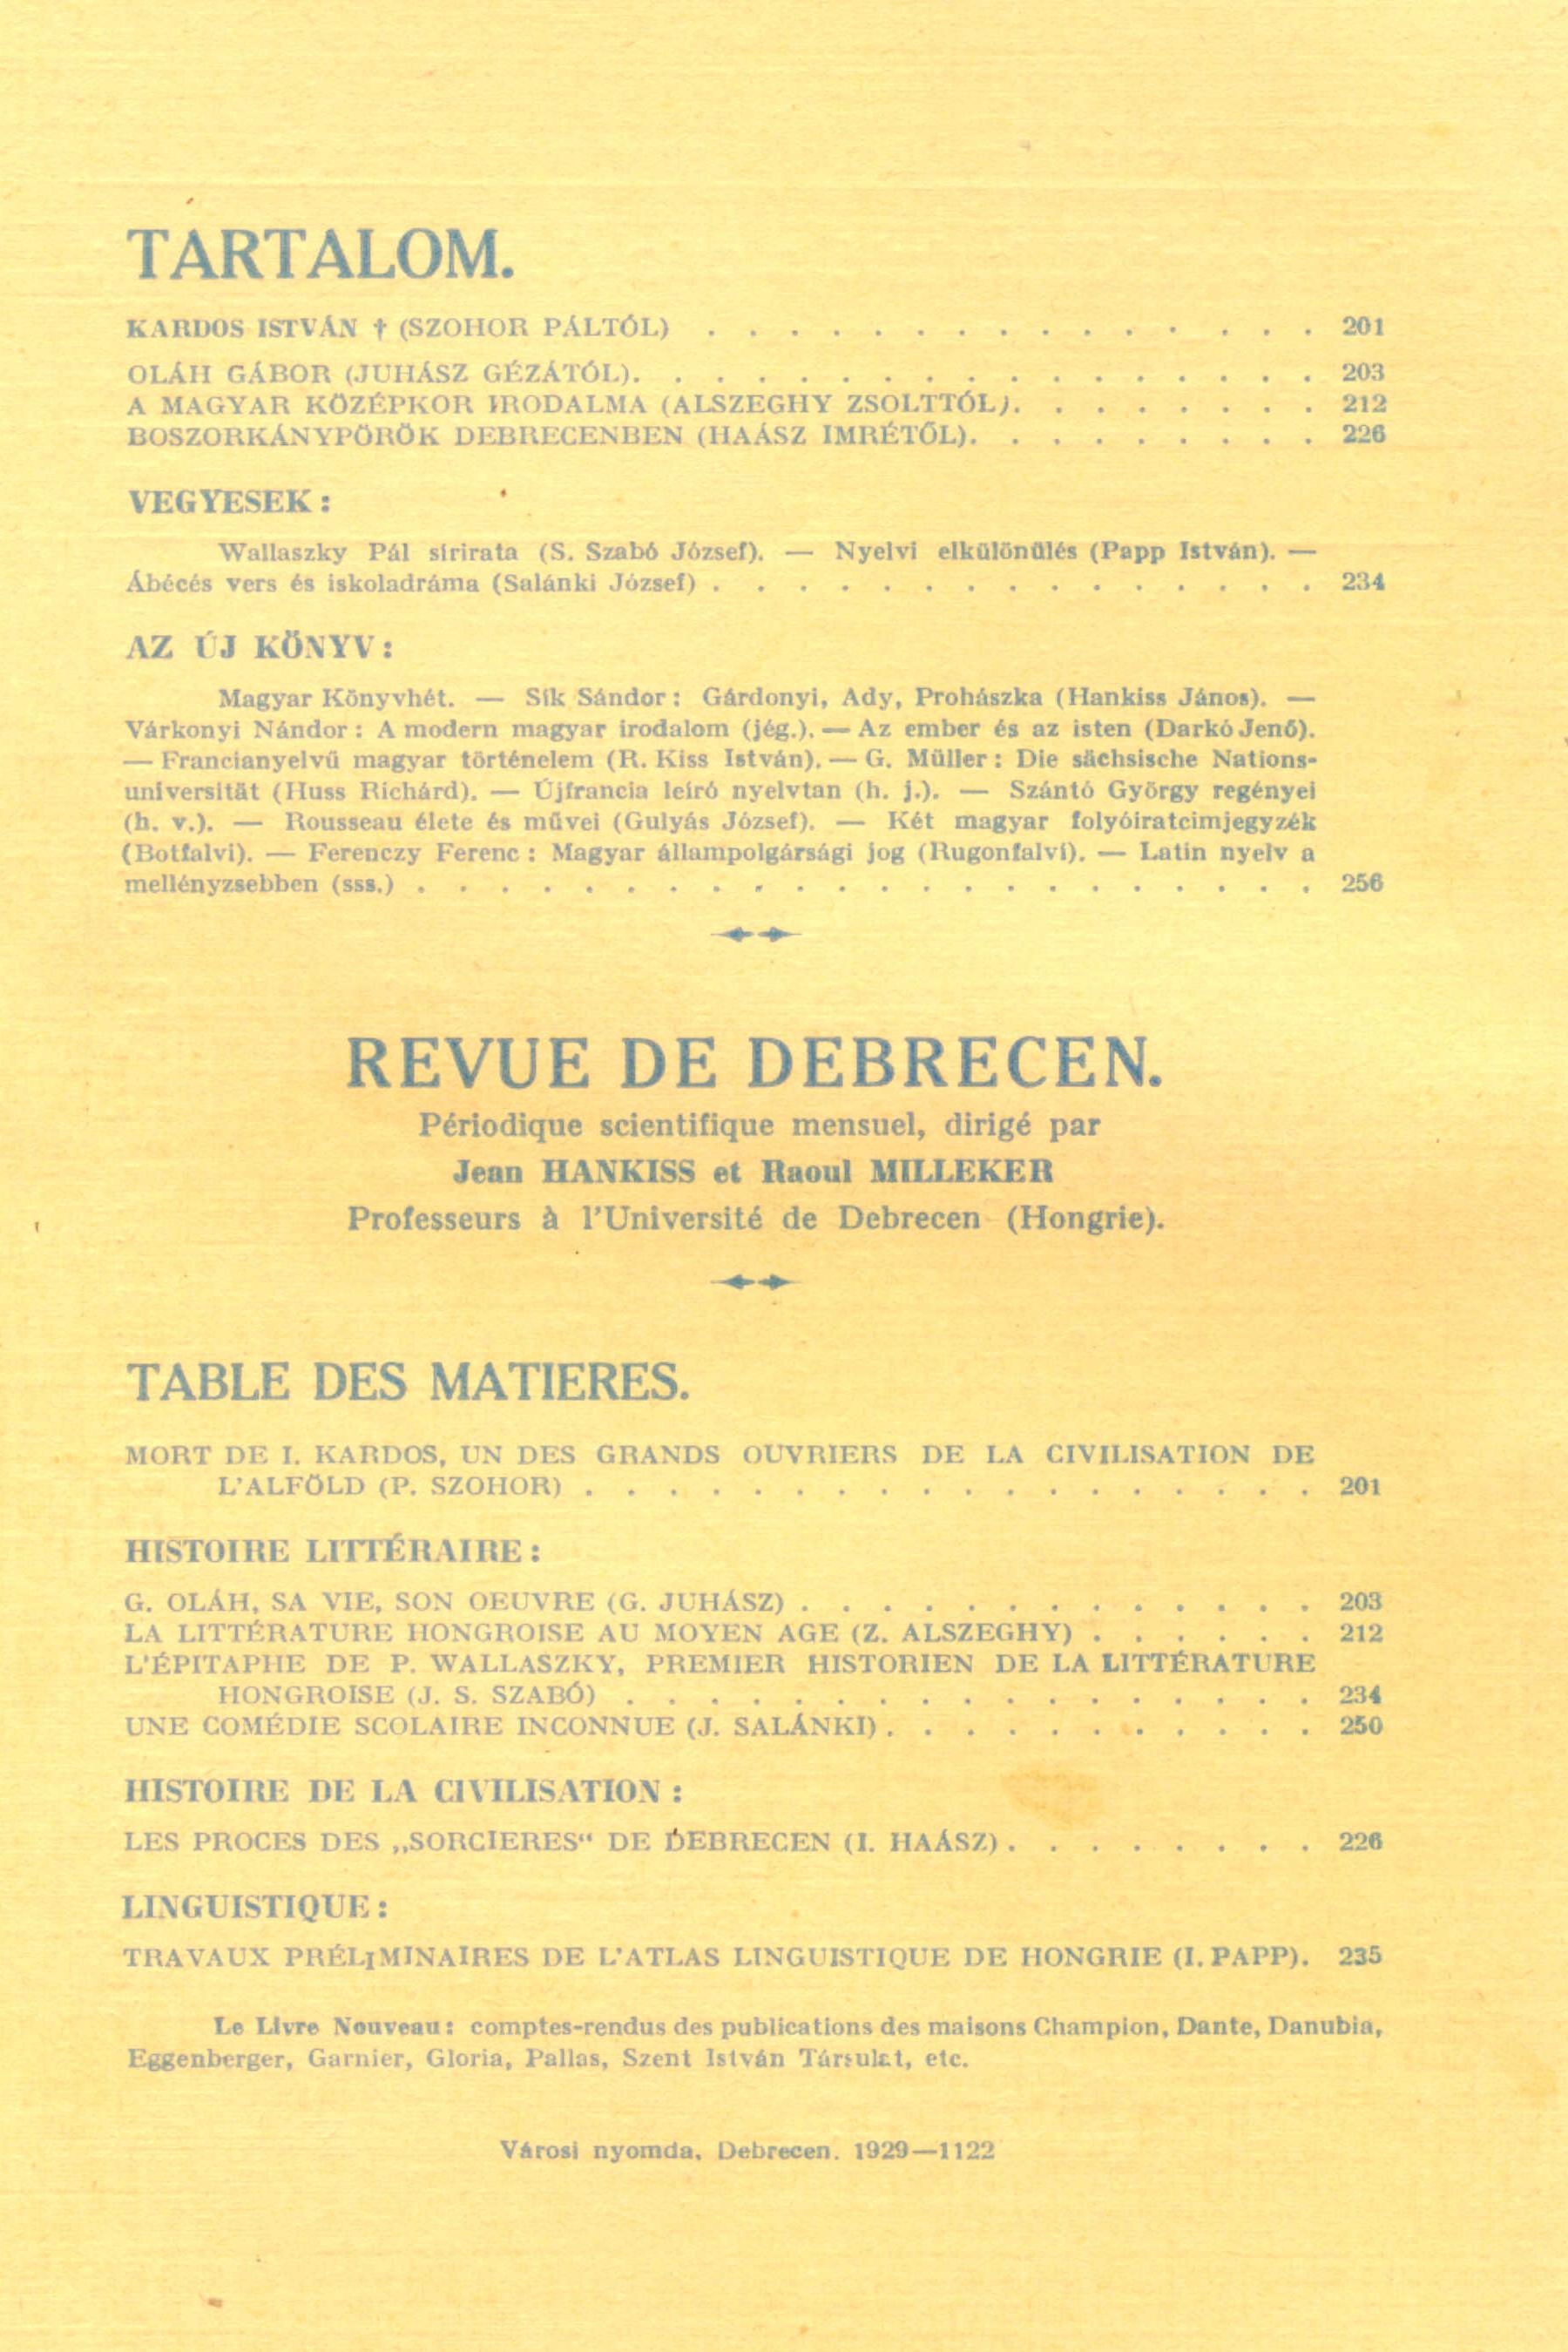 TARTALOM.
KARDOS ISTVÁN † (SZOHOR PÁLTÓL) . . . . . . . . . . . . . . . 201
OLÁH GÁBOR (JUHÁSZ GÉZÁTÓL). . . . . . . . . . . . . . . . . 203
A MAGYAR KÖZÉPKOR IRODALMA (ALSZEGHY ZSOLTTÓL). . . . . . . . 212
BOSZORKÁNYPÖRÖK DEBRECENBEN (HAÁSZ IMRÉTŐL). . . . . . . . . 226
VEGYESEK :
Wallaszky Pál sirirata (S. Szabó József). — Nyelvi elkülönülés (Papp István). —
Ábécés vers és iskoladráma (Salánki József) . . . . . . . . . . . . . . . 234
AZ ÚJ KÖNYV :
Magyar Könyvhét. — Sík Sándor : Gárdonyi, Ady, Prohászka (Hankiss János). —
Várkonyi Nándor : A modern magyar irodalom (jég.). — Az ember és az isten (Darkó Jenő).
— Francianyelvű magyar történelem (R. Kiss István). — G. Müller : Die sächsische Nations-
universität (Huss Richárd). — Újfrancia leíró nyelvtan (h. j.). — Szántó György regényei
(h. v.). — Rousseau élete és művei (Gulyás József). — Két magyar folyóiratcimjegyzék
(Botfalvi). — Ferenczy Ferenc : Magyar állampolgársági jog (Rugonfalvi). — Latin nyelv a
mellényzsebben (sss.) . . . . . . . . . . . . . . . . . . . . . . 256
REVUE DE DEBRECEN.
Périodique scientifique mensuel, dirigé par
Jean HANKISS et Raoul MILLEKER
Professeurs à l'Université de Debrecen (Hongrie).
TABLE DES MATIERES.
MORT DE I. KARDOS, UN DES GRANDS OUVRIERS DE LA CIVILISATION DE
L'ALFÖLD (P. SZOHOR) . . . . . . . . . . . . . . . . . . 201
HISTOIRE LITTÉRAIRE :
G. OLÁH, SA VIE, SON OEUVRE (G. JUHÁSZ) . . . . . . . . . . . . . 203
LA LITTÉRATURE HONGROISE AU MOYEN AGE (Z. ALSZEGHY) . . . . . . 212
L'ÉPITAPHE DE P. WALLASZKY, PREMIER HISTORIEN DE LA LITTÉRATURE
HONGROISE (J. S. SZABÓ) . . . . . . . . . . . . . . . . . 234
UNE COMÉDIE SCOLAIRE INCONNUE (J. SALÁNKI) . . . . . . . . . . . 250
HISTOIRE DE LA CIVILISATION :
LES PROCES DES „SORCIERES“ DE DEBRECEN (I. HAÁSZ) . . . . . . . . 226
LINGUISTIQUE :
TRAVAUX PRÉLIMINAIRES DE L'ATLAS LINGUISTIQUE DE HONGRIE (I. PAPP). 235
Le Livre Nouveau : comptes-rendus des publications des maisons Champion, Dante, Danubia,
Eggenberger, Garnier, Gloria, Pallas, Szent István Társulat, etc.
Városi nyomda, Debrecen. 1929—1122